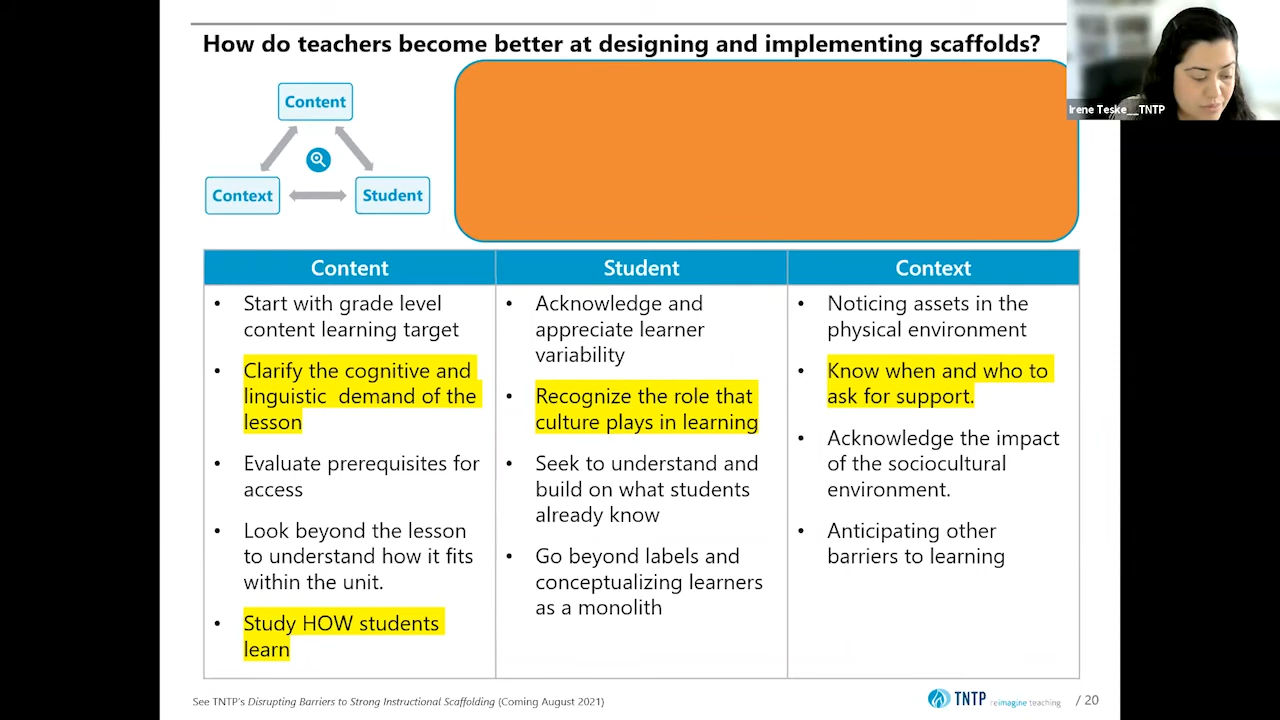 How do teachers become better at designing and implementing scaffolds?
Content
Context
Student
Irene Teske__TNTP
Content
• Start with grade level
content learning target
• Clarify the cognitive and
linguistic demand of the
lesson
• Evaluate prerequisites for
access
• Look beyond the lesson
to understand how it fits
within the unit.
• Study HOW students
learn
Student
• Acknowledge and
appreciate learner
variability
• Recognize the role that
culture plays in learning
• Seek to understand and
build on what students
already know
• Go beyond labels and
conceptualizing learners
as a monolith
Context
• Noticing assets in the
physical environment
• Know when and who to
ask for support.
• Acknowledge the impact
of the sociocultural
environment.
• Anticipating other
barriers to learning
See TNTP's Disrupting Barriers to Strong Instructional Scaffolding (Coming August 2021)
TNTP reimagine teaching
/ 20